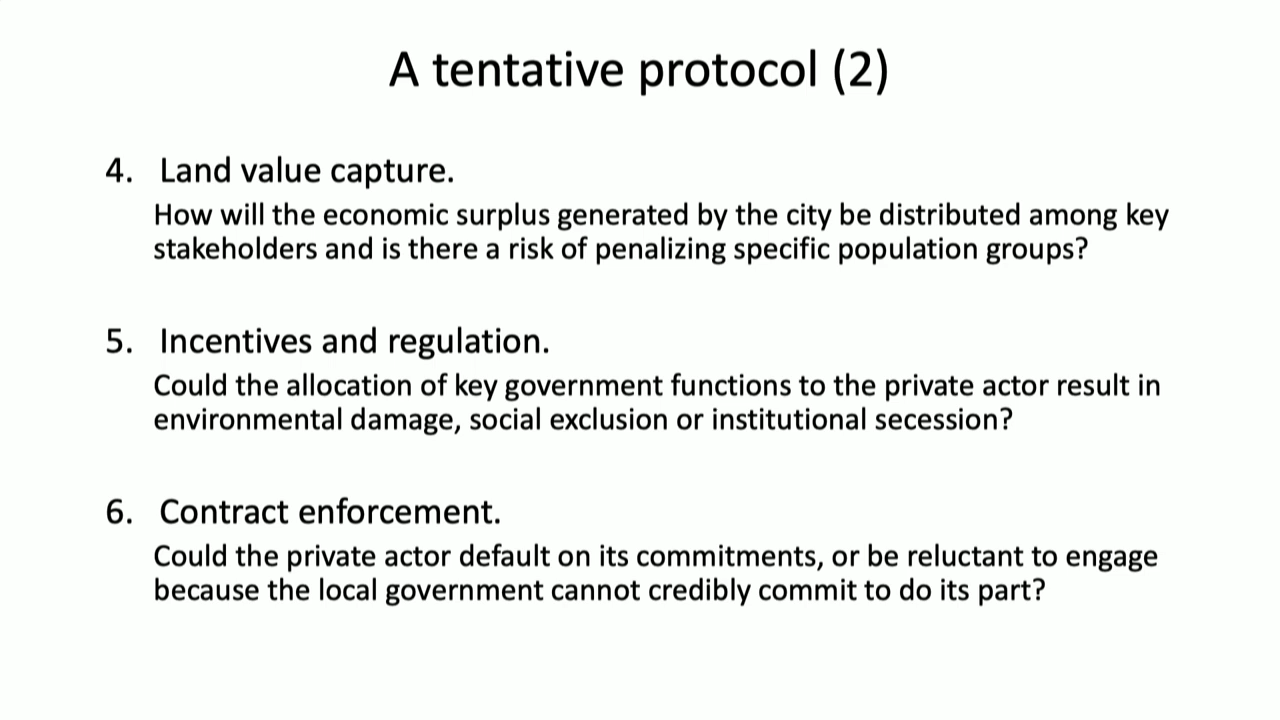 A tentative protocol (2)
4. Land value capture.
How will the economic surplus generated by the city be distributed among key
stakeholders and is there a risk of penalizing specific population groups?
5. Incentives and regulation.
Could the allocation of key government functions to the private actor result in
environmental damage, social exclusion or institutional secession?
6. Contract enforcement.
Could the private actor default on its commitments, or be reluctant to engage
because the local government cannot credibly commit to do its part?